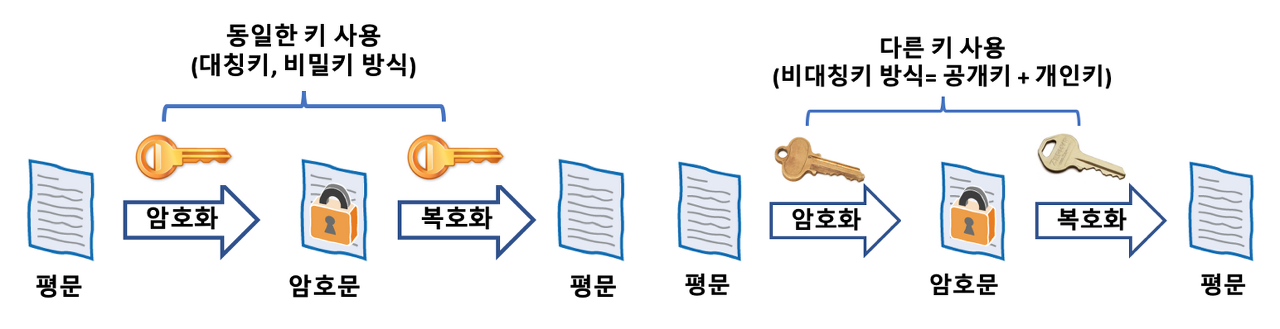 동일한 키 사용
(대칭키, 비밀키 방식)
암호화
복호화
평문
암호문
평문
다른 키 사용
(비대칭키 방식= 공개키 + 개인키)
암호화
복호화
평문
암호문
평문